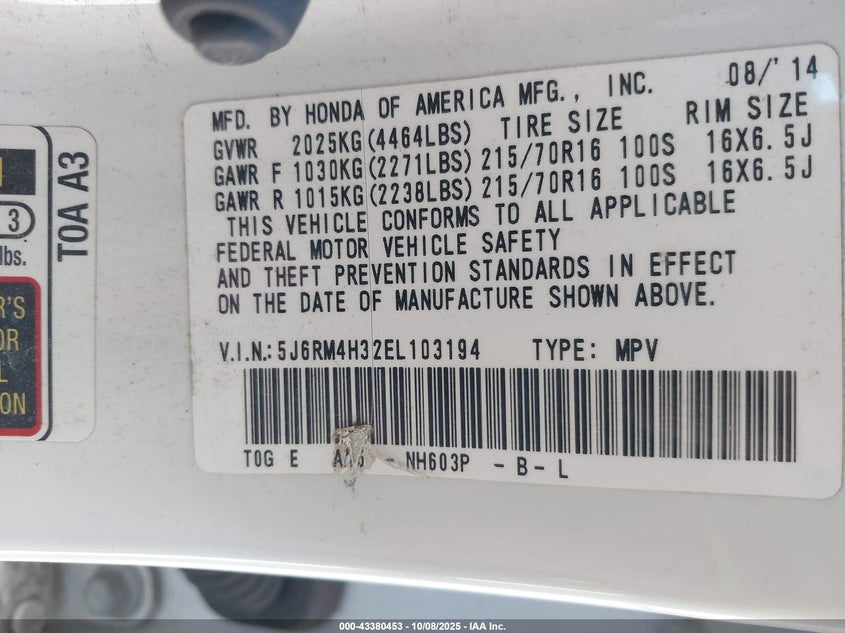 MFD. BY HONDA OF AMERICA MFG., INC. 08/'14
GVWR 2025KG(4464LBS) TIRE SIZE RIM SIZE
GAWR F 1030KG(2271LBS) 215/70R16 100S 16X6.5J
GAWR R 1015KG(2238LBS) 215/70R16 100S 16X6.5J
THIS VEHICLE CONFORMS TO ALL APPLICABLE
FEDERAL MOTOR VEHICLE SAFETY
AND THEFT PREVENTION STANDARDS IN EFFECT
ON THE DATE OF MANUFACTURE SHOWN ABOVE.
V.I.N.: 5J6RM4H32EL103194 TYPE: MPV
T0G E - NH603P - B - L
T0A A3
3
lbs.
R'S
OR
L
ION
000-43380453 - 10/08/2025 - IAA Inc.